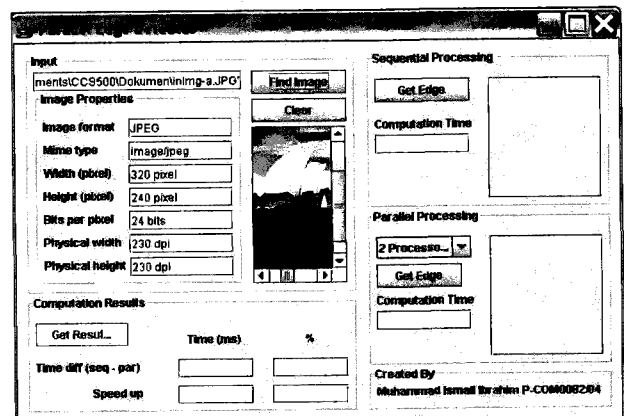 Input
ments\CCS9500\Dokumen\inimg-a.JPG'
Find Image
Clear
Image Properties
Image format JPEG
Mime type image/jpeg
Width (pixel) 320 pixel
Height (pixel) 240 pixel
Bits per pixel 24 bits
Physical width 230 dpi
Physical height 230 dpi
Sequential Processing
Get Edge
Computation Time
Parallel Processing
2 Processo...
Get Edge
Computation Time
Computation Results
Get Resul...
Time (ms) %
Time diff (seq - par)
Speed up
Created By
Muhammad Ismail Ibrahim P-COM0082/04